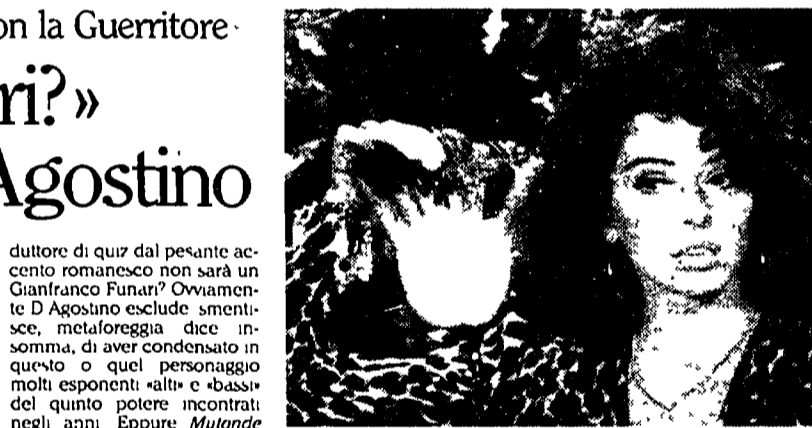 on la Guerritore
ri?»
Agostino
duttore di quiz dal pesante ac-
cento romanesco non sarà un
Gianfranco Funari? Ovviamen-
te D Agostino esclude smenti-
sce, metaforeggia dice in-
somma, di aver condensato in
questo o quel personaggio
molti esponenti «alti» e «bassi»
del quinto potere incontrati
negli anni Eppure Mutande